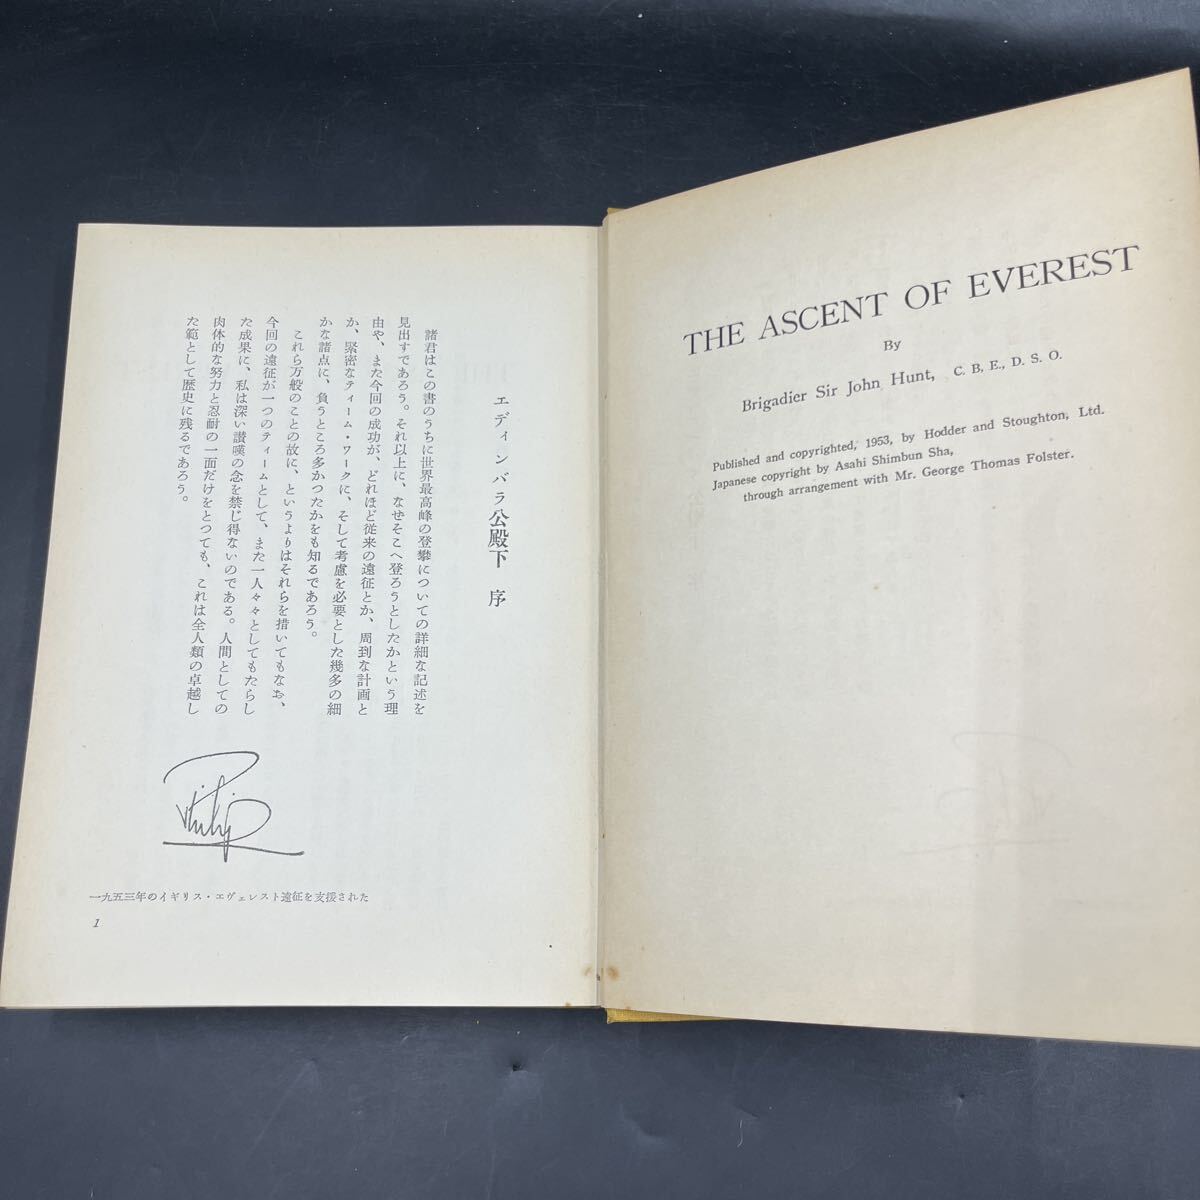 THE ASCENT OF EVEREST
By
Brigadier Sir John Hunt, C. B, E., D. S. O.
Published and copyrighted, 1953, by Hodder and Stoughton, Ltd.
Japanese copyright by Asahi Shimbun Sha,
through arrangement with Mr. George Thomas Folster.
エディンバラ公殿下 序
諸君はこの書のうちに世界最高峰の登攀についての詳細な記述を
見出すであろう。それ以上に、なぜそこへ登ろうとしたかという理
由や、また今回の成功が、どれほど従来の遠征とか、周到な計画と
か、緊密なティーム・ワークに、そして考慮を必要とした幾多の細
かな諸点に、負うところ多かつたかをも知るであろう。
これら万般のことの故に、というよりはそれらを措いてもなお、
今回の遠征が一つのティームとして、また一人々々としてもたらし
た成果に、私は深い讃嘆の念を禁じ得ないのである。人間としての
肉体的な努力と忍耐の一面だけをとつても、これは全人類の卓越し
た範として歴史に残るであろう。
Philip
一九五三年のイギリス・エヴェレスト遠征を支援された
1